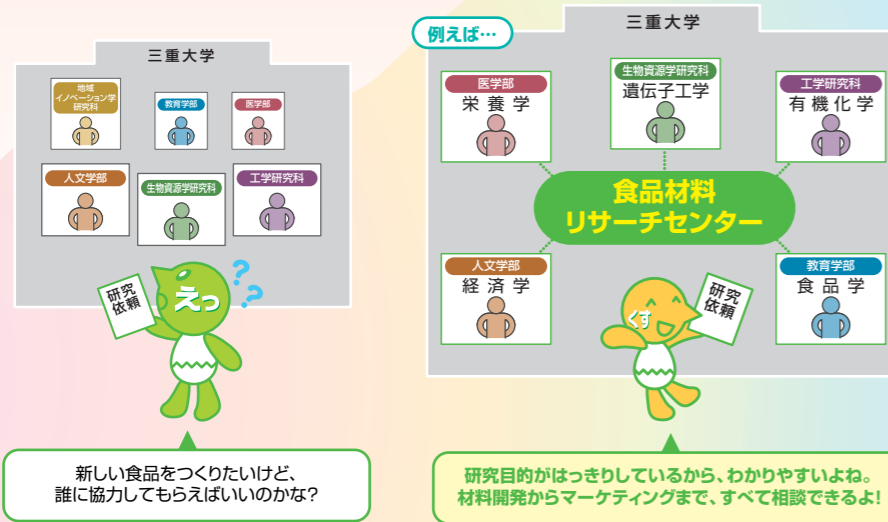 三重大学
地域
イノベーション学
研究科
教育学部
医学部
人文学部
生物資源学研究科
工学研究科
研究
依頼
えっ
??
新しい食品をつくりたいけど、
誰に協力してもらえばいいのかな?
例えば…
三重大学
医学部
栄養学
生物資源学研究科
遺伝子工学
工学研究科
有機化学
食品材料
リサーチセンター
人文学部
経済学
教育学部
食品学
くす
研究
依頼
研究目的がはっきりしているから、わかりやすいよね。
材料開発からマーケティングまで、すべて相談できるよ!